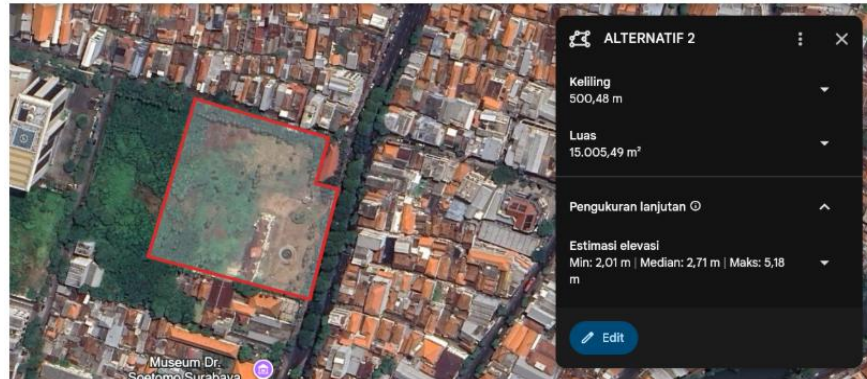 ALTERNATIF 2
Keliling
500,48 m
Luas
15.005,49 m²
Pengukuran lanjutan
Estimasi elevasi
Min: 2,01 m | Median: 2,71 m | Maks: 5,18
m
Edit
Museum Dr.
Soetomo Surabaya